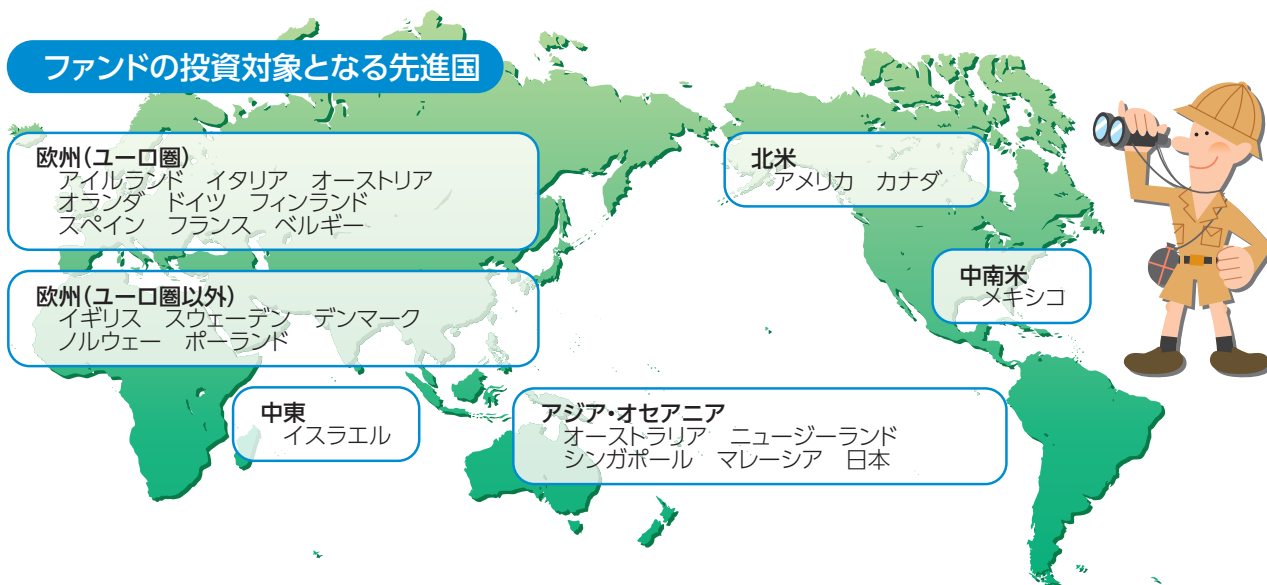 ファンドの投資対象となる先進国
欧州(ユーロ圏)
アイルランド　イタリア　オーストリア
オランダ　ドイツ　フィンランド
スペイン　フランス　ベルギー
欧州(ユーロ圏以外)
イギリス　スウェーデン　デンマーク
ノルウェー　ポーランド
中東
イスラエル
アジア・オセアニア
オーストラリア　ニュージーランド
シンガポール　マレーシア　日本
北米
アメリカ　カナダ
中南米
メキシコ